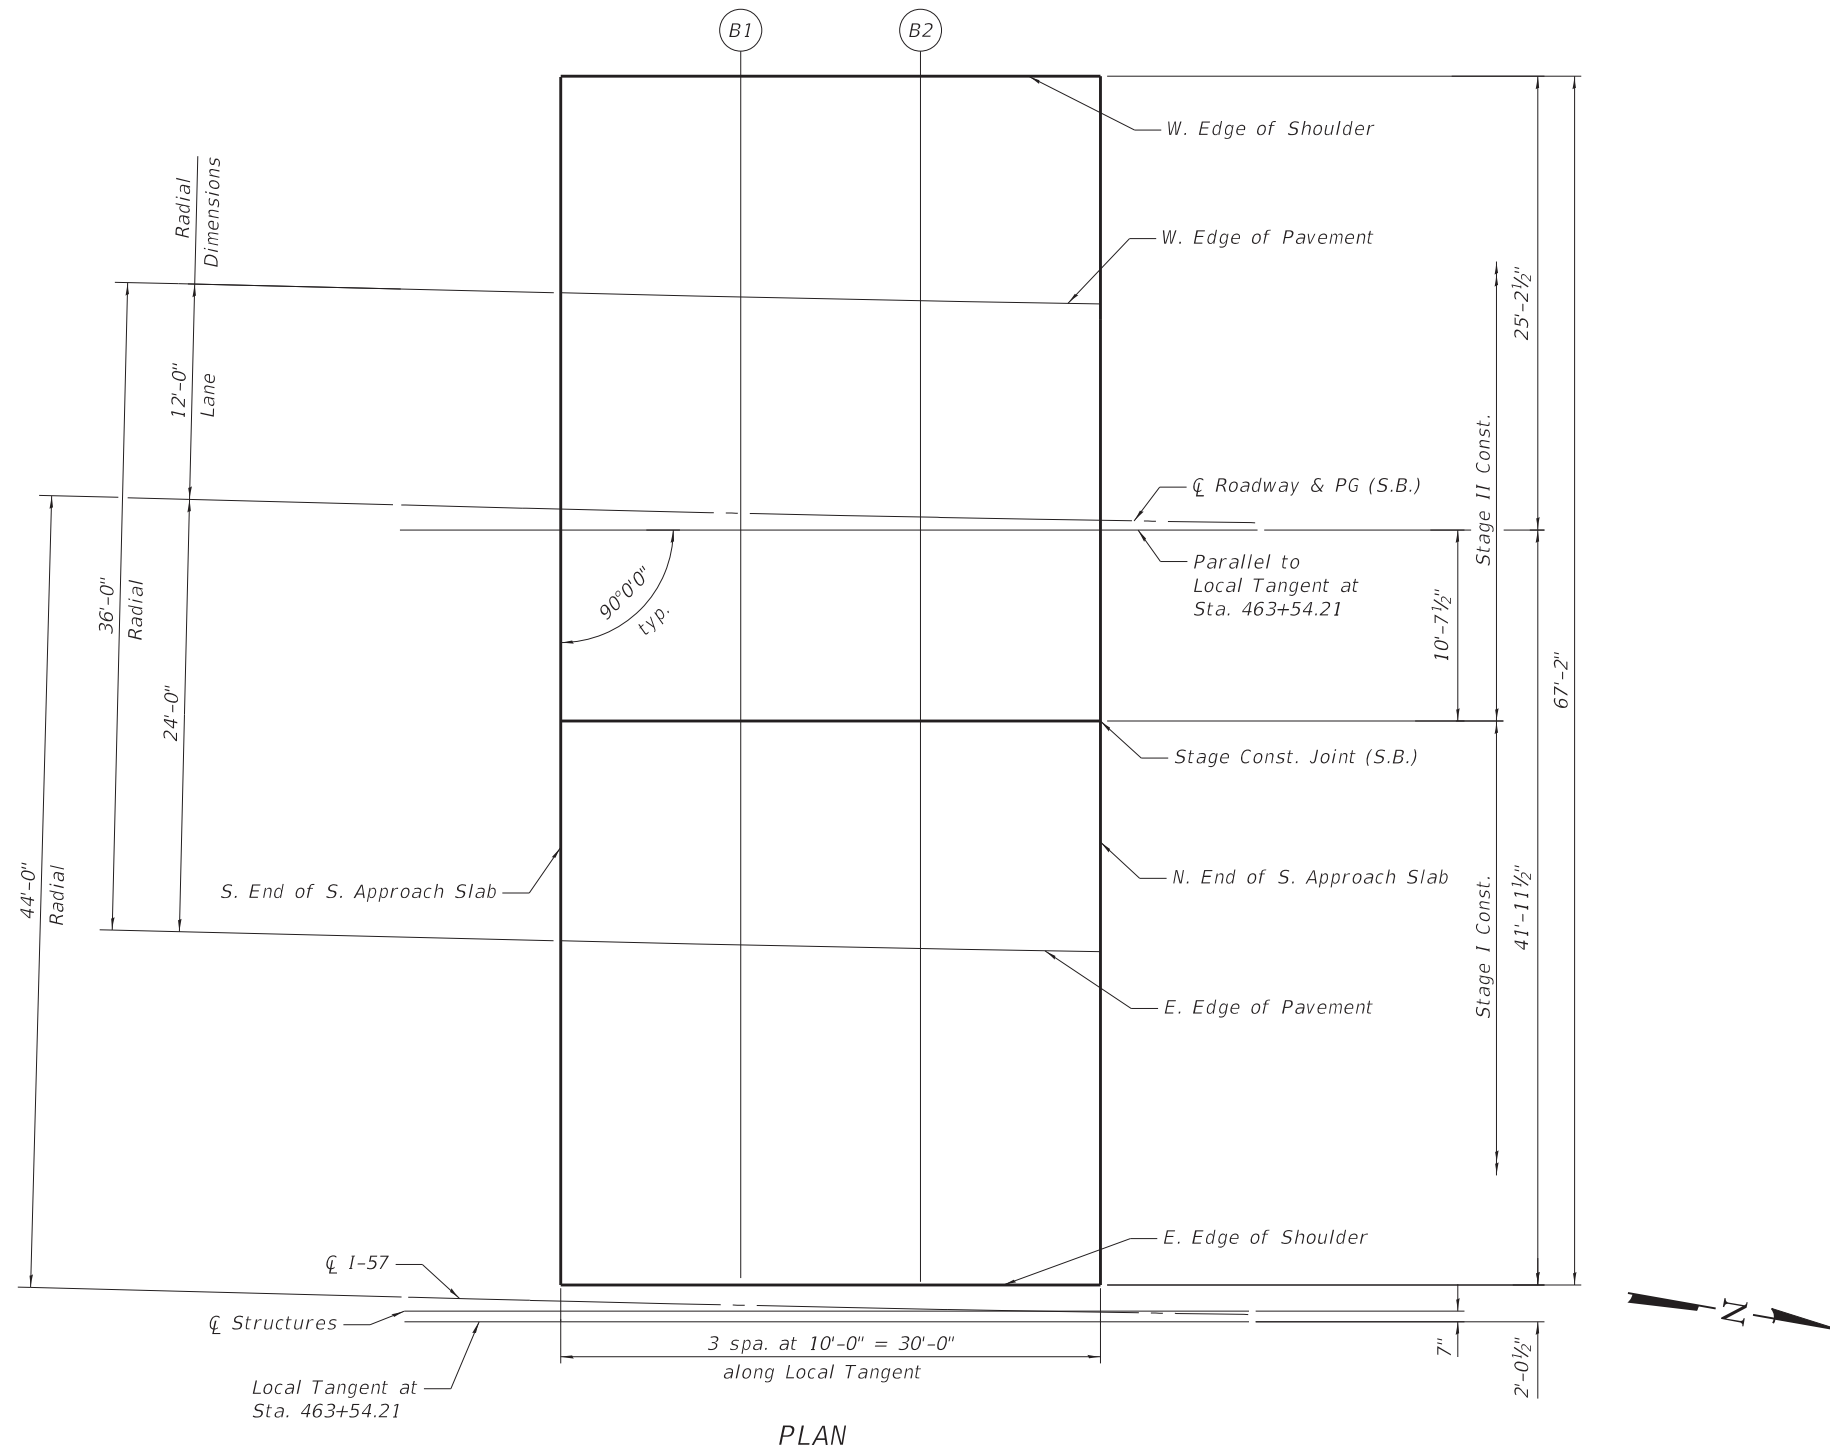 B1
B2
W. Edge of Shoulder
Radial
Dimensions
W. Edge of Pavement
25'-2½"
12'-0"
Lane
Stage II Const.
℄ Roadway & PG (S.B.)
Parallel to
Local Tangent at
Sta. 463+54.21
90°0'0"
typ.
36'-0"
Radial
10'-7½"
67'-2"
24'-0"
Stage Const. Joint (S.B.)
44'-0"
Radial
S. End of S. Approach Slab
N. End of S. Approach Slab
Stage I Const.
41'-11½"
E. Edge of Pavement
E. Edge of Shoulder
℄ I-57
℄ Structures
N
3 spa. at 10'-0" = 30'-0"
along Local Tangent
7"
2'-0½"
Local Tangent at
Sta. 463+54.21
PLAN